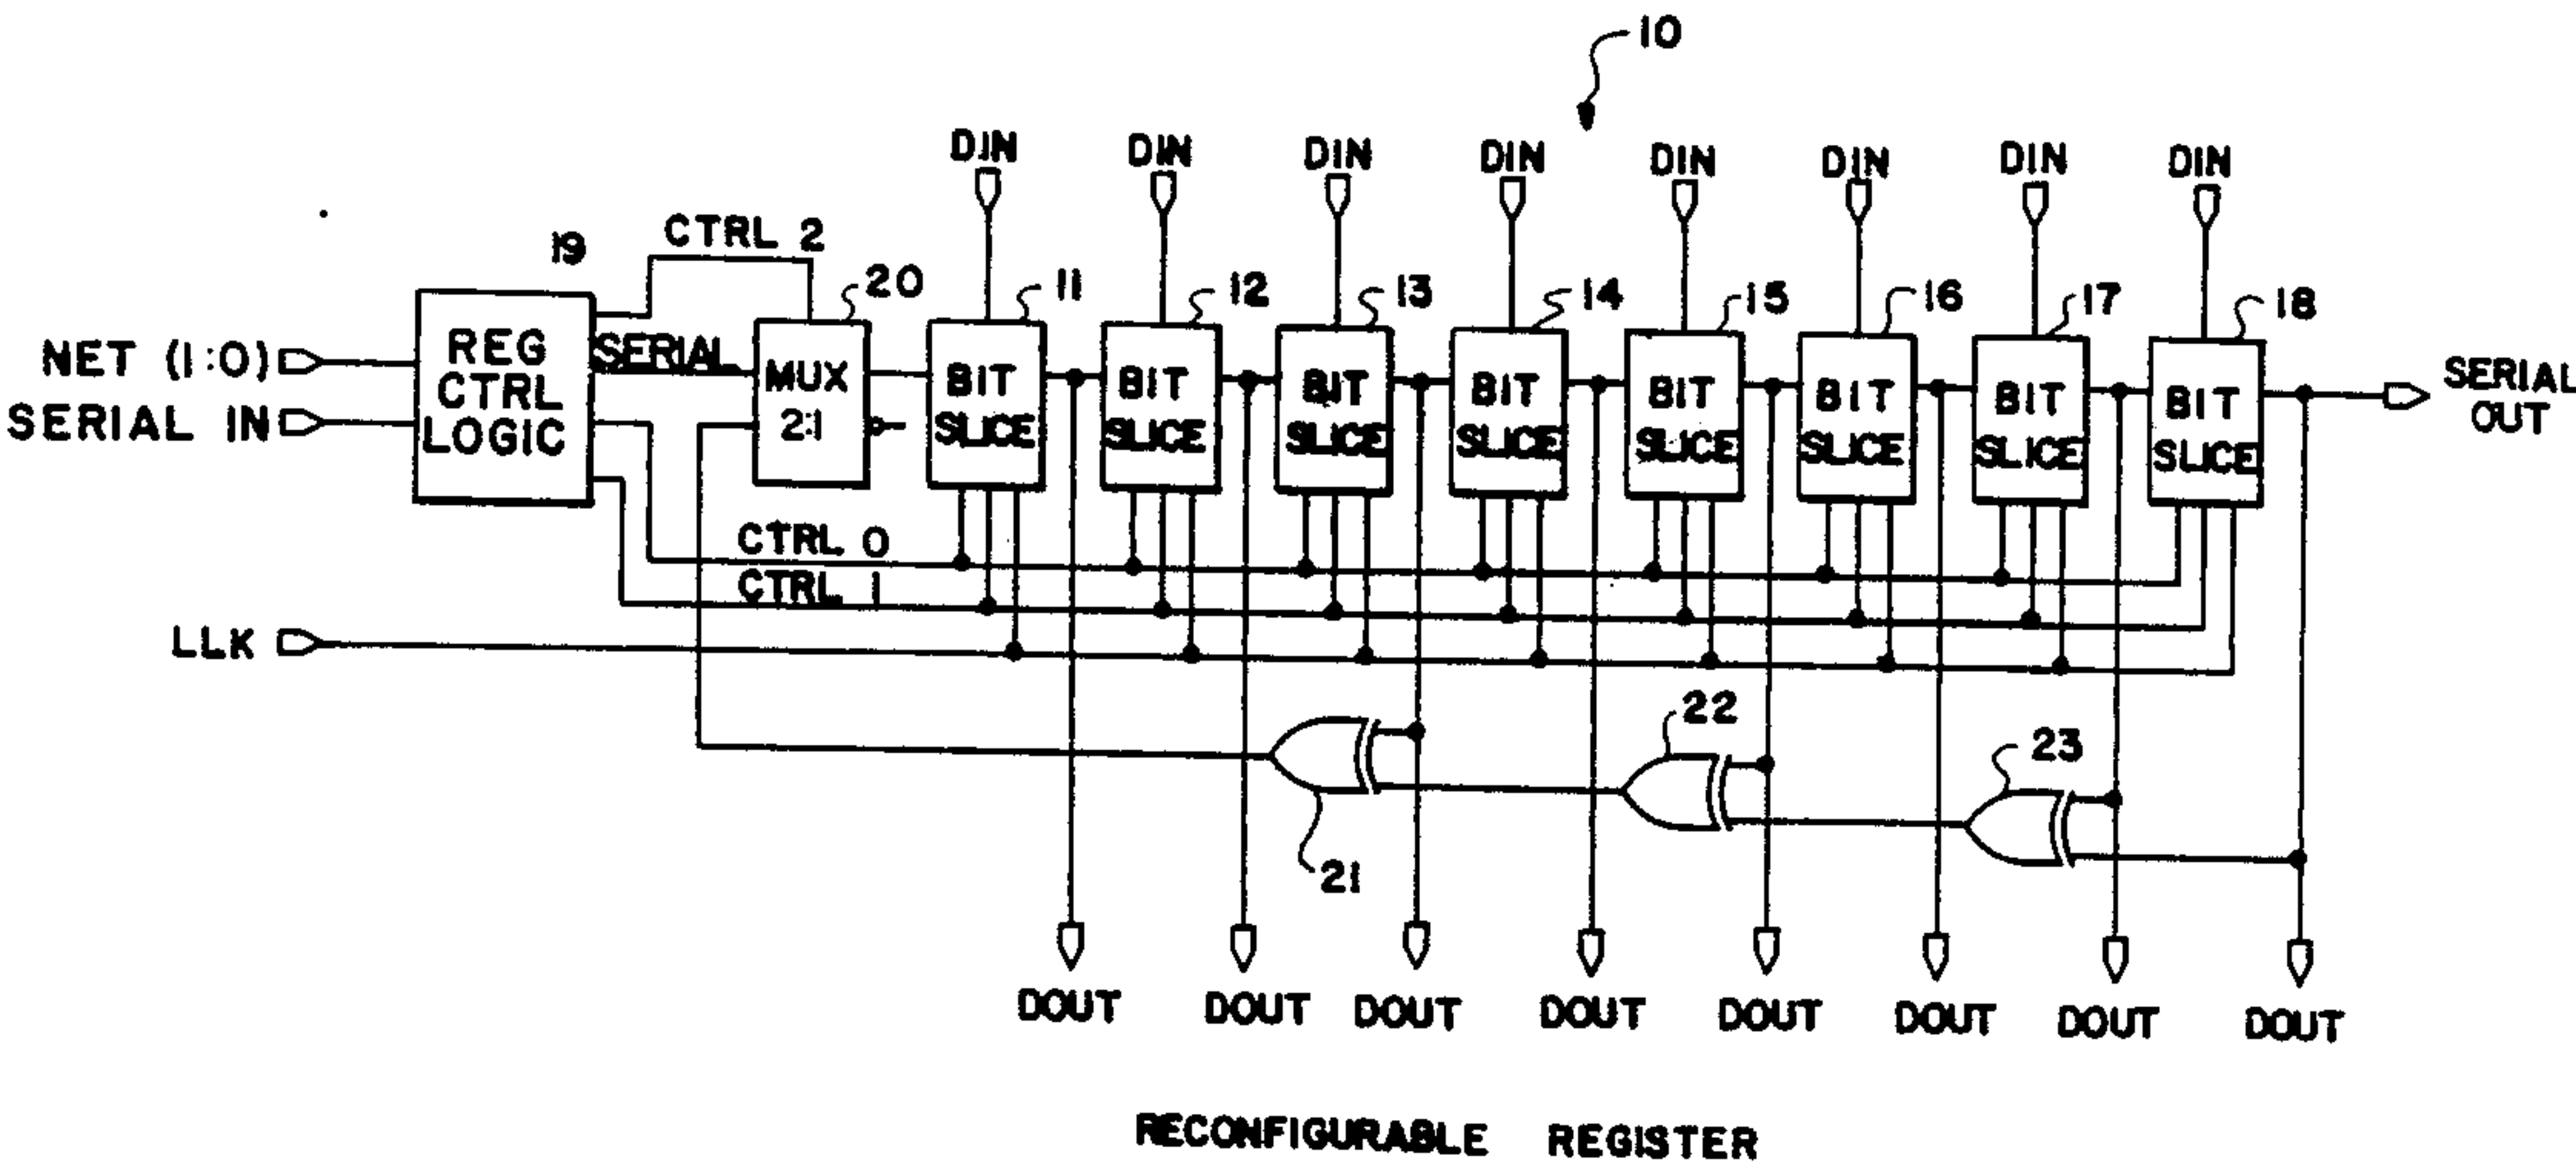 10
DIN DIN DIN DIN DIN DIN DIN DIN
19 CTRL 2
20 11 12 13 14 15 16 17 18
NET (1:0)
SERIAL IN
REG
CTRL
LOGIC
SERIAL
MUX
2:1
BIT
SLICE
BIT
SLICE
BIT
SLICE
BIT
SLICE
BIT
SLICE
BIT
SLICE
BIT
SLICE
BIT
SLICE
SERIAL
OUT
CTRL 0
CTRL 1
LLK
22
23
21
DOUT DOUT DOUT DOUT DOUT DOUT DOUT DOUT
RECONFIGURABLE REGISTER